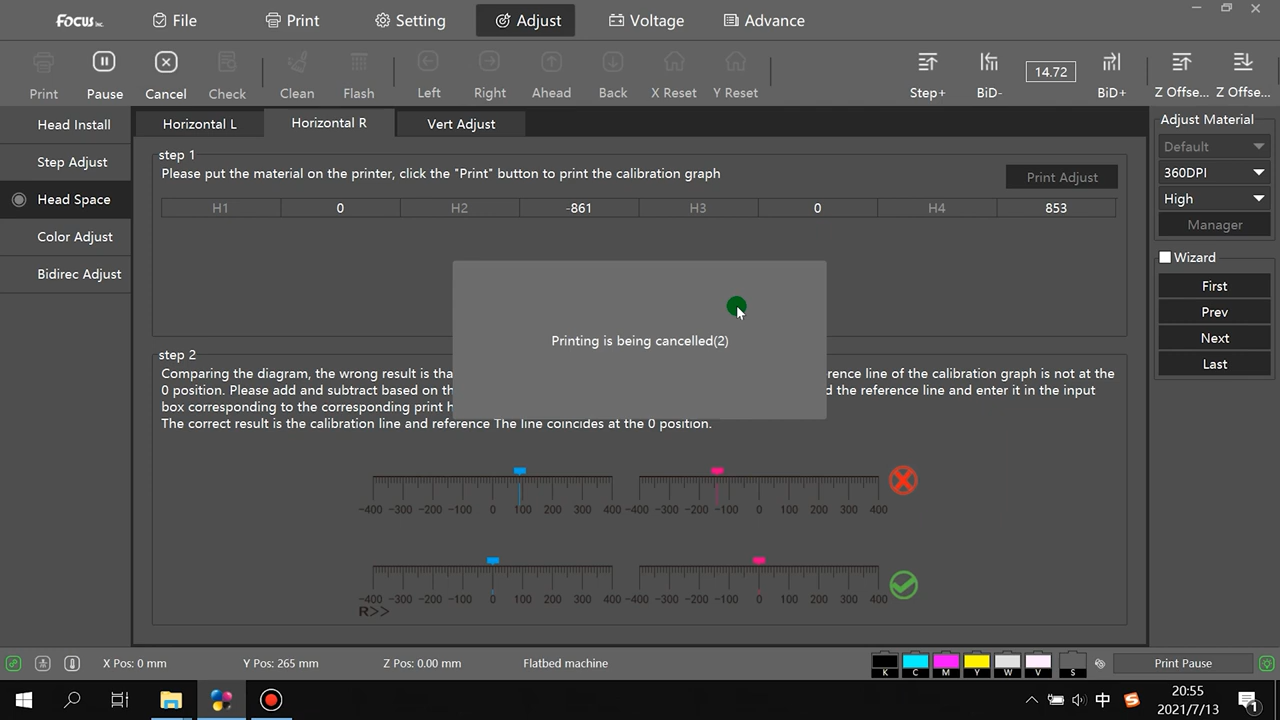 Focus Inc.
File
Print
Setting
Adjust
Voltage
Advance
Print
Pause
Cancel
Check
Clean
Flash
Left
Right
Ahead
Back
X Reset
Y Reset
Step+
BiD-
14.72
BiD+
Z Offse...
Z Offse...
Head Install
Step Adjust
Head Space
Color Adjust
Bidirec Adjust
Horizontal L
Horizontal R
Vert Adjust
step 1
Please put the material on the printer, click the "Print" button to print the calibration graph
Print Adjust
H1 0 H2 -861 H3 0 H4 853
Printing is being cancelled(2)
step 2
Comparing the diagram, the wrong result is tha
rence line of the calibration graph is not at the
0 position. Please add and subtract based on th
d the reference line and enter it in the input
box corresponding to the corresponding print h
The correct result is the calibration line and reference The line coincides at the 0 position.
-400 -300 -200 -100 0 100 200 300 400
-400 -300 -200 -100 0 100 200 300 400
-400 -300 -200 -100 0 100 200 300 400
-400 -300 -200 -100 0 100 200 300 400
R>>
Adjust Material
Default
360DPI
High
Manager
Wizard
First
Prev
Next
Last
X Pos: 0 mm
Y Pos: 265 mm
Z Pos: 0.00 mm
Flatbed machine
K
C
M
Y
W
V
S
Print Pause
中
S
20:55
2021/7/13
1